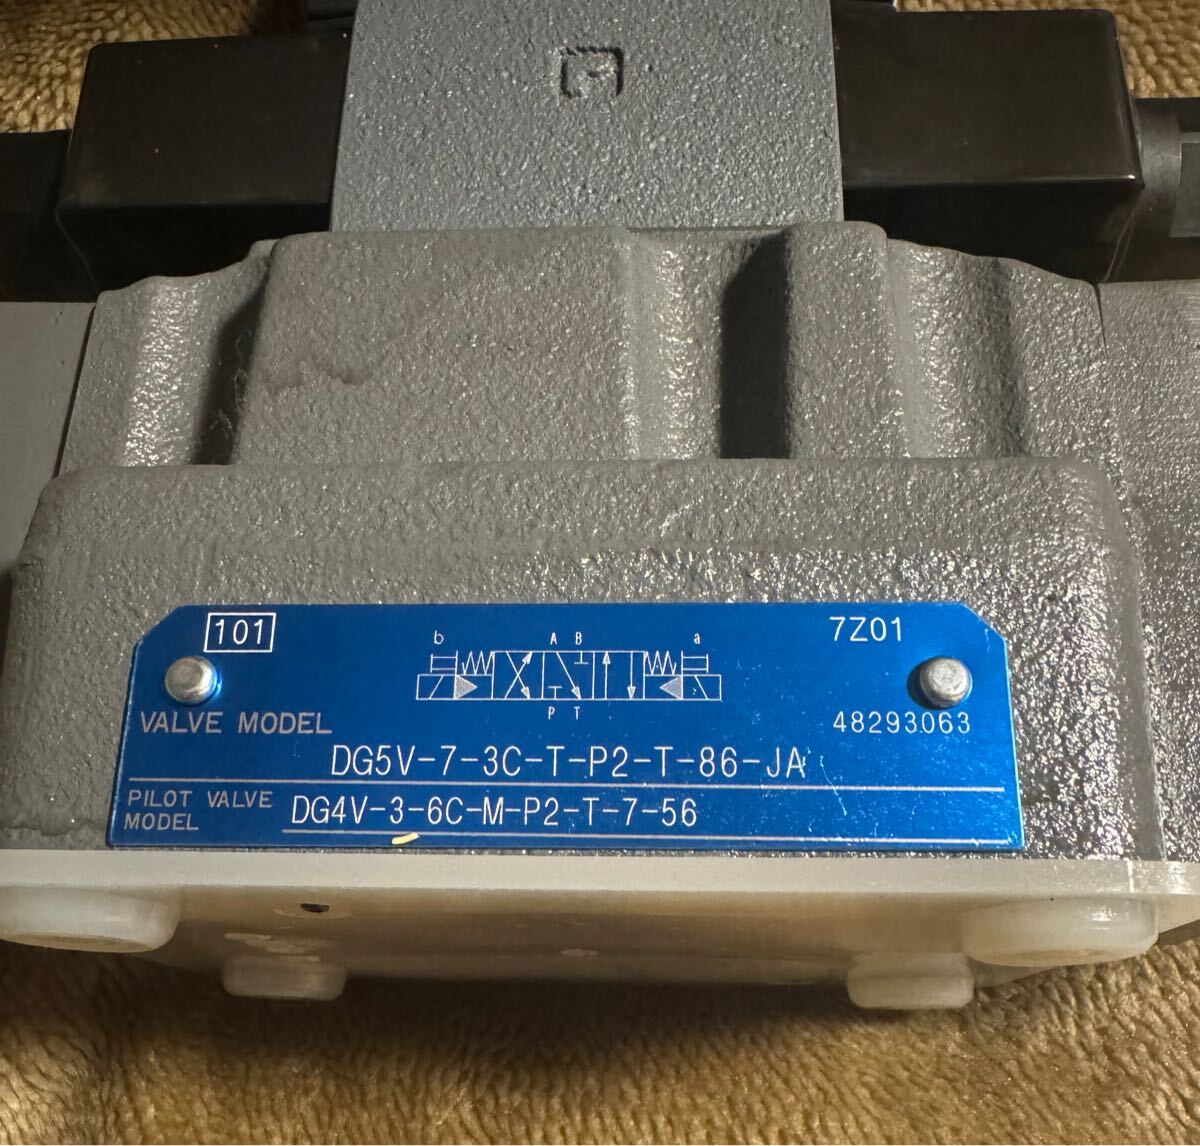 P
101
7Z01
b A B a
P T
VALVE MODEL
48293063
DG5V-7-3C-T-P2-T-86-JA
PILOT VALVE MODEL
DG4V-3-6C-M-P2-T-7-56